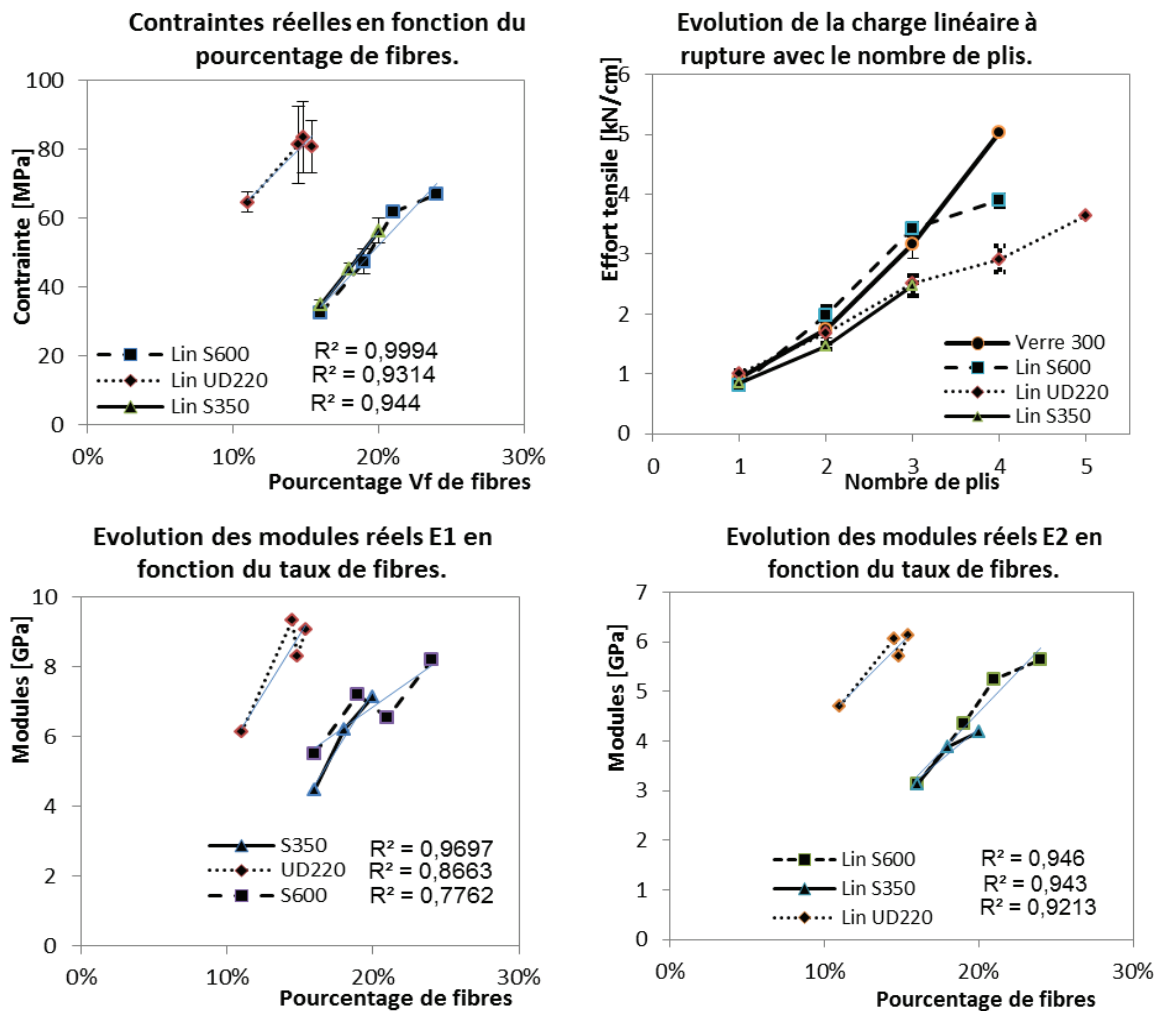 Contraintes réelles en fonction du
pourcentage de fibres.
Contrainte [MPa]
100
80
60
40
20
0
0%
10%
20%
30%
Pourcentage Vf de fibres
Lin S600
R² = 0,9994
Lin UD220
R² = 0,9314
Lin S350
R² = 0,944
Evolution de la charge linéaire à
rupture avec le nombre de plis.
Effort tensile [kN/cm]
6
5
4
3
2
1
0
0
1
2
3
4
5
Nombre de plis
Verre 300
Lin S600
Lin UD220
Lin S350
Evolution des modules réels E1 en
fonction du taux de fibres.
Modules [GPa]
10
8
6
4
2
0
0%
10%
20%
30%
Pourcentage de fibres
S350
R² = 0,9697
UD220
R² = 0,8663
S600
R² = 0,7762
Evolution des modules réels E2 en
fonction du taux de fibres.
Modules [GPa]
7
6
5
4
3
2
1
0
0%
10%
20%
30%
Pourcentage de fibres
Lin S600
R² = 0,946
Lin S350
R² = 0,943
Lin UD220
R² = 0,9213